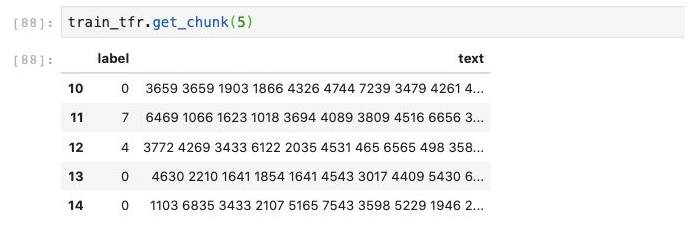 [88]: train_tfr.get_chunk(5)
[88]:
label text
10 0 3659 3659 1903 1866 4326 4744 7239 3479 4261 4...
11 7 6469 1066 1623 1018 3694 4089 3809 4516 6656 3...
12 4 3772 4269 3433 6122 2035 4531 465 6565 498 358...
13 0 4630 2210 1641 1854 1641 4543 3017 4409 5430 6...
14 0 1103 6835 3433 2107 5165 7543 3598 5229 1946 2...